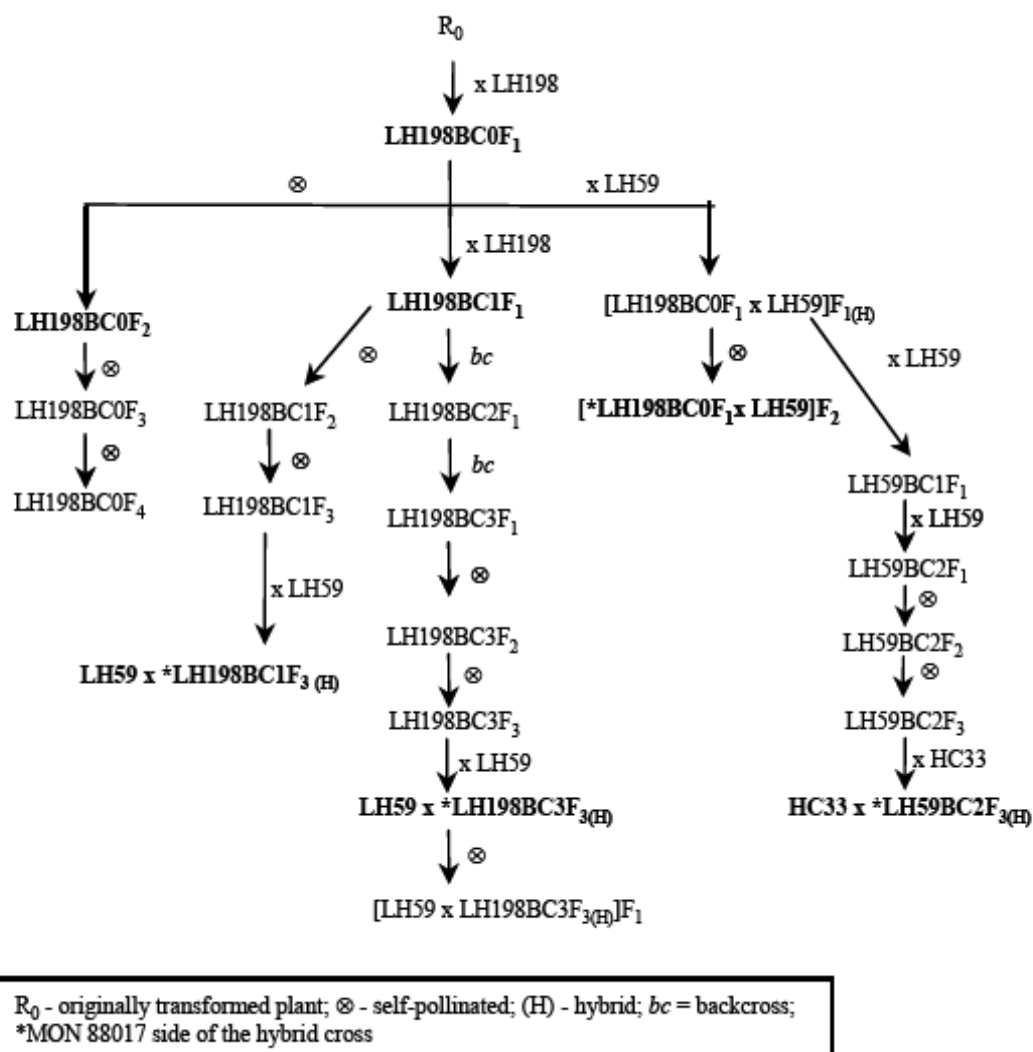 R₀
x LH198
LH198BC0F₁
⊗
x LH59
x LH198
LH198BC0F₂
LH198BC1F₁
[LH198BC0F₁ x LH59]F₁(H)
⊗
⊗
bc
⊗
x LH59
LH198BC0F₃
LH198BC1F₂
LH198BC2F₁
[*LH198BC0F₁x LH59]F₂
⊗
⊗
bc
LH198BC0F₄
LH198BC1F₃
LH198BC3F₁
LH59BC1F₁
x LH59
x LH59
⊗
LH59BC2F₁
⊗
LH198BC3F₂
LH59BC2F₂
LH59 x *LH198BC1F₃ (H)
⊗
⊗
LH198BC3F₃
LH59BC2F₃
x LH59
x HC33
LH59 x *LH198BC3F₃(H)
HC33 x *LH59BC2F₃(H)
⊗
[LH59 x LH198BC3F₃(H)]F₁
R₀ - originally transformed plant; ⊗ - self-pollinated; (H) - hybrid; bc = backcross;
*MON 88017 side of the hybrid cross